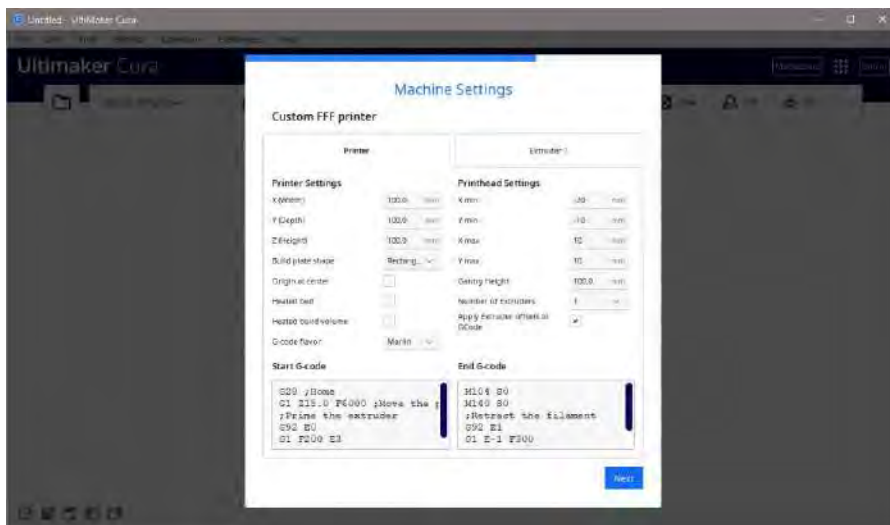 Untitled - UltiMaker Cura
Ultimaker Cura
Machine Settings
Custom FFF printer
Printer
Extruder 1
Printer Settings
Printhead Settings
X (Width) 100.0 mm
X min -20 mm
Y (Depth) 100.0 mm
Y min -10 mm
Z (Height) 100.0 mm
X max 10 mm
Build plate shape Rectang...
Y max 10 mm
Origin at center
Gantry Height 100.0 mm
Heated bed
Number of Extruders 1
Heated build volume
Apply Extruder offsets to
GCode
G-code flavor Marlin
Start G-code
End G-code
G28 ;Home
G1 Z15.0 F6000 ;Move the
;Prime the extruder
G92 E0
G1 F200 E3
M104 S0
M140 S0
;Retract the filament
G92 E1
G1 E-1 F300
Next